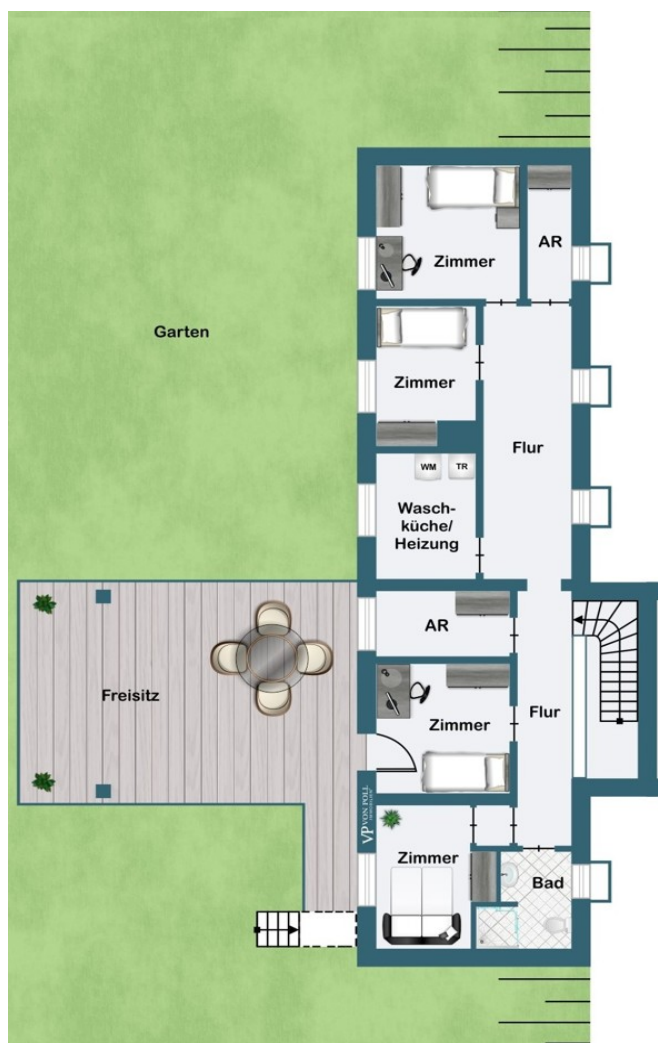 AR
Zimmer
Garten
Zimmer
Flur
WM
TR
Wasch-
küche/
Heizung
AR
Freisitz
Zimmer
Flur
VP VON POLL
IMMOBILIEN
Zimmer
Bad